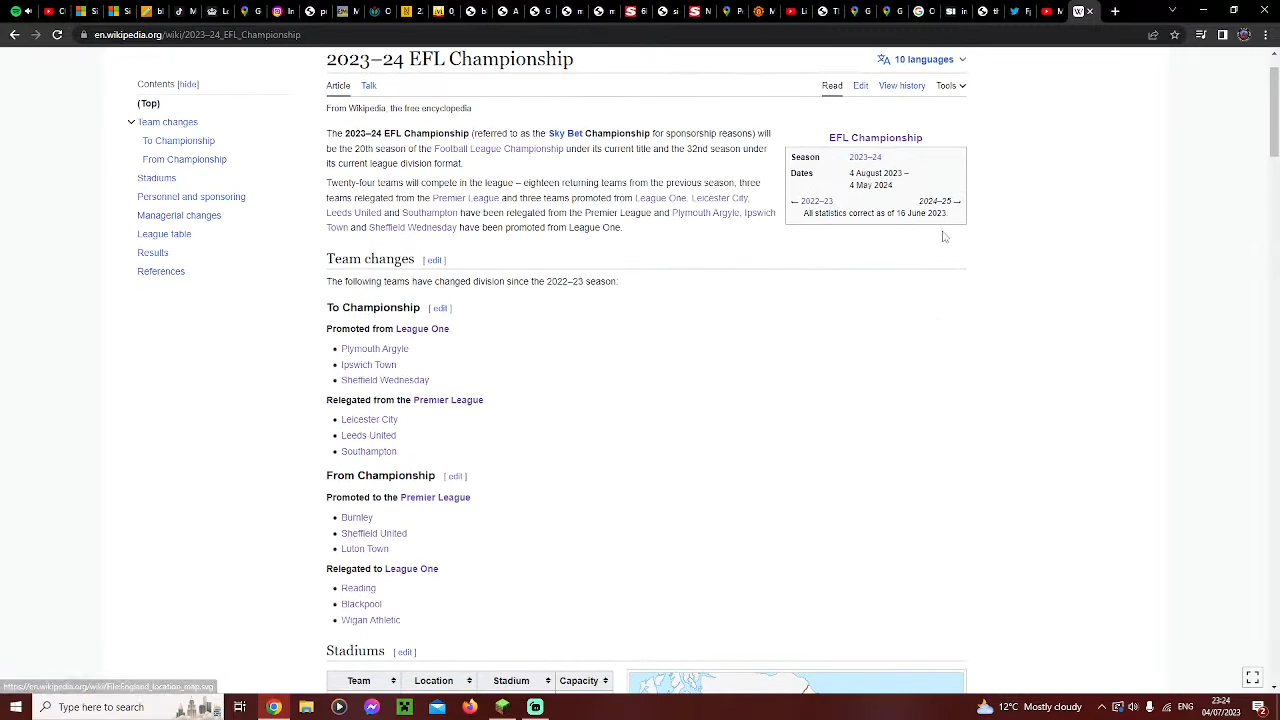 en.wikipedia.org/wiki/2023–24_EFL_Championship
2023–24 EFL Championship
10 languages
Contents [hide]
Article Talk
Read Edit View history Tools
(Top)
From Wikipedia, the free encyclopedia
Team changes
To Championship
From Championship
Stadiums
Personnel and sponsoring
Managerial changes
League table
Results
References
The 2023–24 EFL Championship (referred to as the Sky Bet Championship for sponsorship reasons) will
be the 20th season of the Football League Championship under its current title and the 32nd season under
its current league division format.
Twenty-four teams will compete in the league – eighteen returning teams from the previous season, three
teams relegated from the Premier League and three teams promoted from League One. Leicester City,
Leeds United and Southampton have been relegated from the Premier League and Plymouth Argyle, Ipswich
Town and Sheffield Wednesday have been promoted from League One.
EFL Championship
Season 2023–24
Dates 4 August 2023 –
4 May 2024
← 2022–23 2024–25 →
All statistics correct as of 16 June 2023.
Team changes [ edit ]
The following teams have changed division since the 2022–23 season:
To Championship [ edit ]
Promoted from League One
• Plymouth Argyle
• Ipswich Town
• Sheffield Wednesday
Relegated from the Premier League
• Leicester City
• Leeds United
• Southampton
From Championship [ edit ]
Promoted to the Premier League
• Burnley
• Sheffield United
• Luton Town
Relegated to League One
• Reading
• Blackpool
• Wigan Athletic
Stadiums [ edit ]
Team Location Stadium Capacity
https://en.wikipedia.org/wiki/File:England_location_map.svg
Type here to search
12°C Mostly cloudy
ENG
23:24
04/07/2023